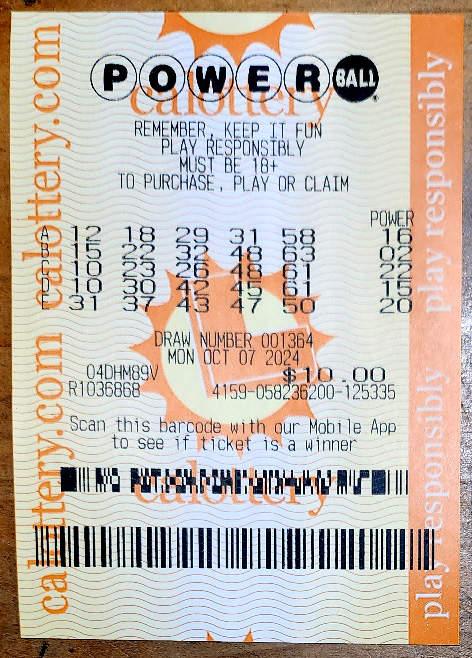 POWERBALL
REMEMBER, KEEP IT FUN
PLAY RESPONSIBLY
MUST BE 18+
TO PURCHASE, PLAY OR CLAIM
POWER
A 12 18 29 31 58 16
B 15 22 32 48 63 02
C 10 23 26 48 61 22
D 10 30 42 45 61 15
E 31 37 43 47 50 20
DRAW NUMBER 001364
MON OCT 07 2024
04DHM89V $10.00
R1036868 4159-058236200-125335
Scan this barcode with our Mobile App
to see if ticket is a winner
calottery
calottery
calottery.com calottery.com
play responsibly play responsibly